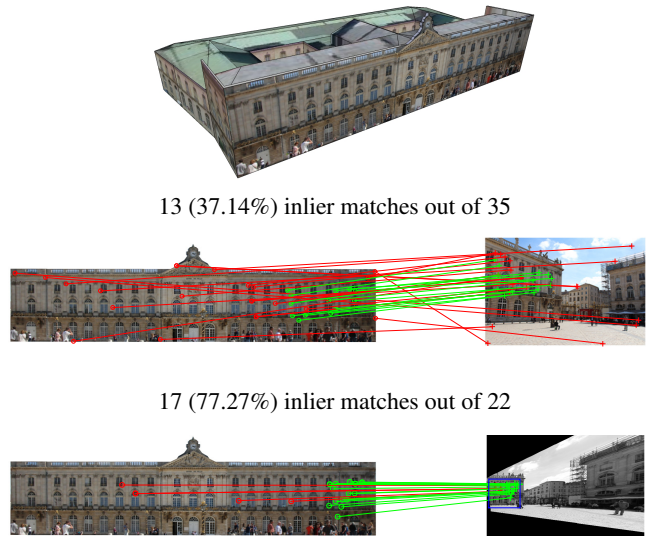 13 (37.14%) inlier matches out of 35
17 (77.27%) inlier matches out of 22